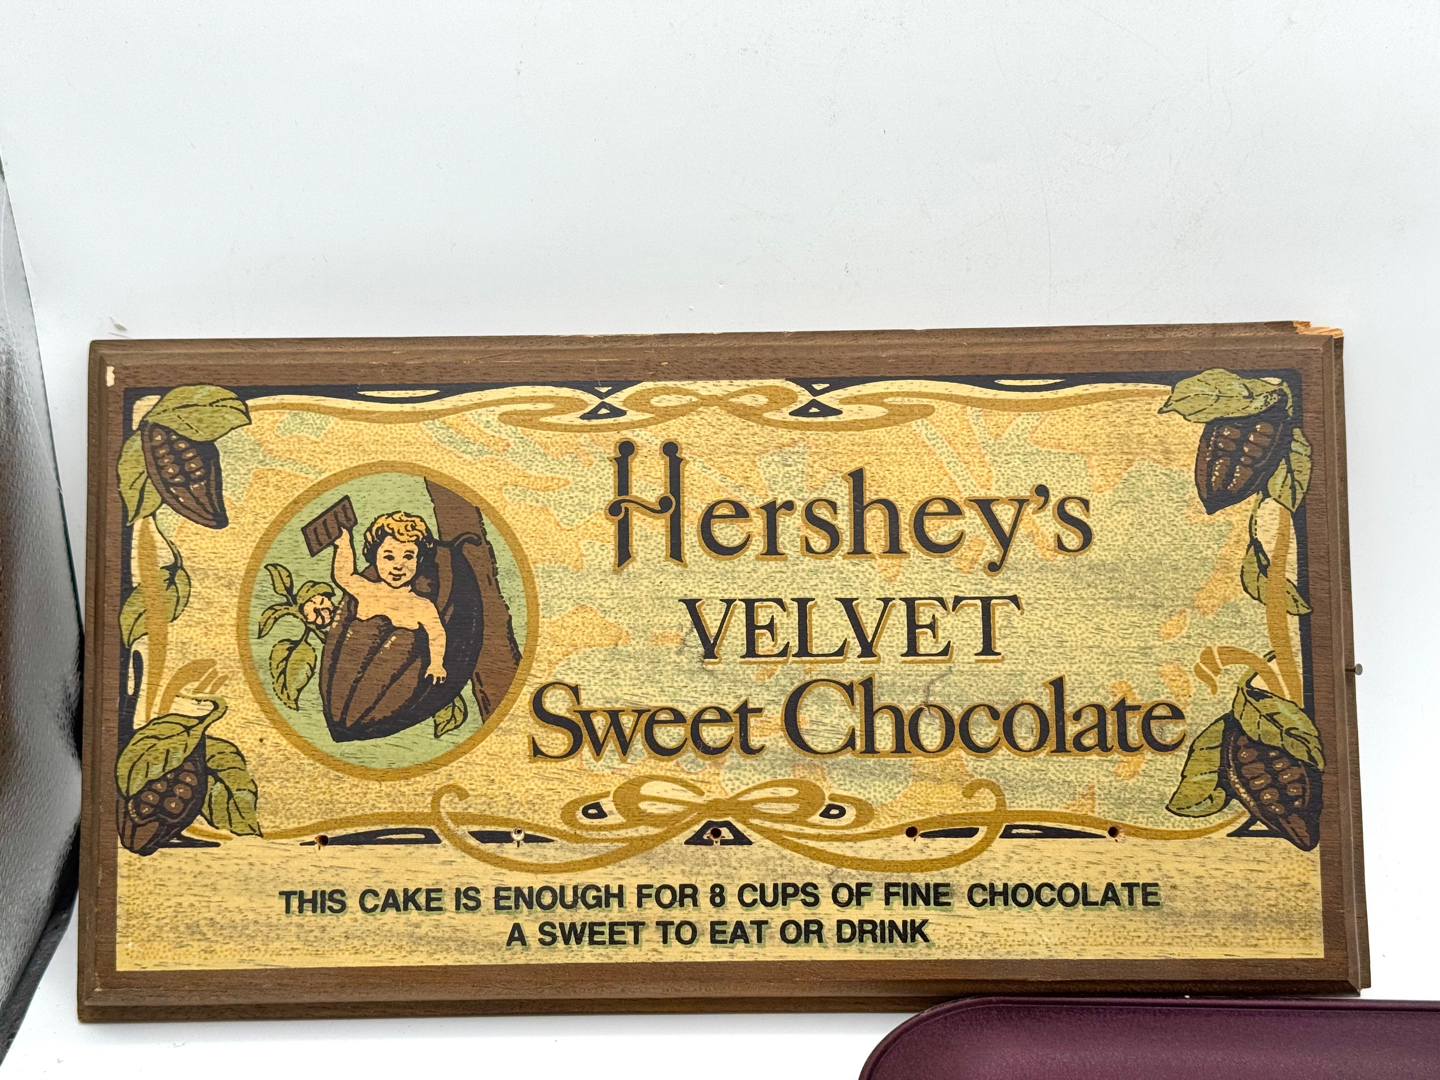 Hershey's
VELVET
Sweet Chocolate
THIS CAKE IS ENOUGH FOR 8 CUPS OF FINE CHOCOLATE
A SWEET TO EAT OR DRINK